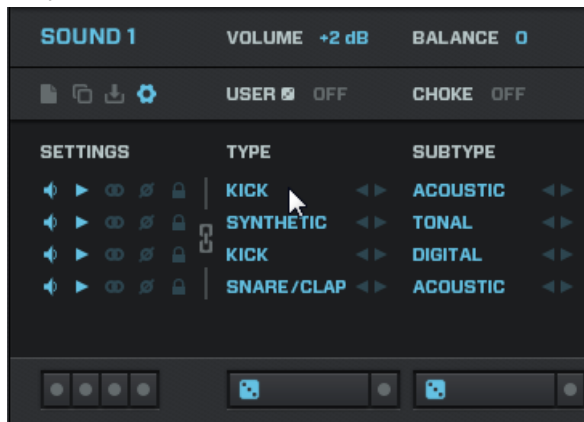 SOUND 1 VOLUME +2 dB BALANCE 0
USER OFF CHOKE OFF
SETTINGS TYPE SUBTYPE
KICK ACOUSTIC
SYNTHETIC TONAL
KICK DIGITAL
SNARE/CLAP ACOUSTIC